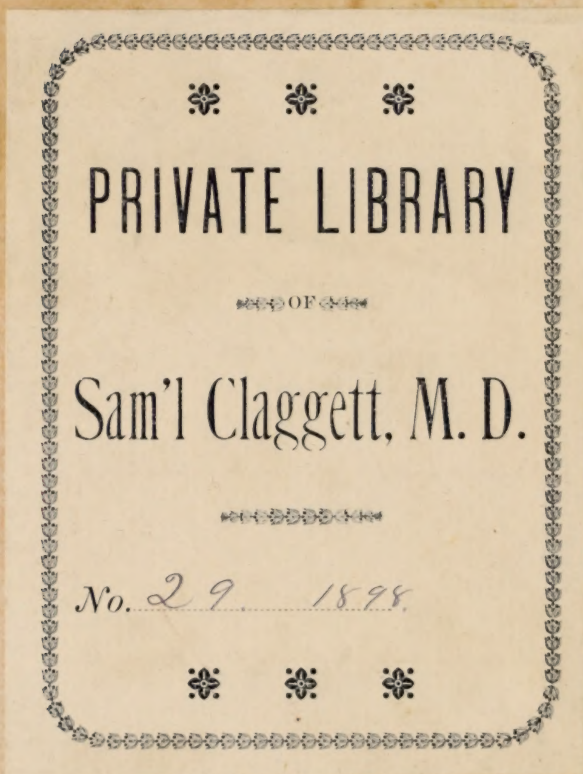 PRIVATE LIBRARY
OF
Sam'l Claggett, M. D.
No. 29. 1898.